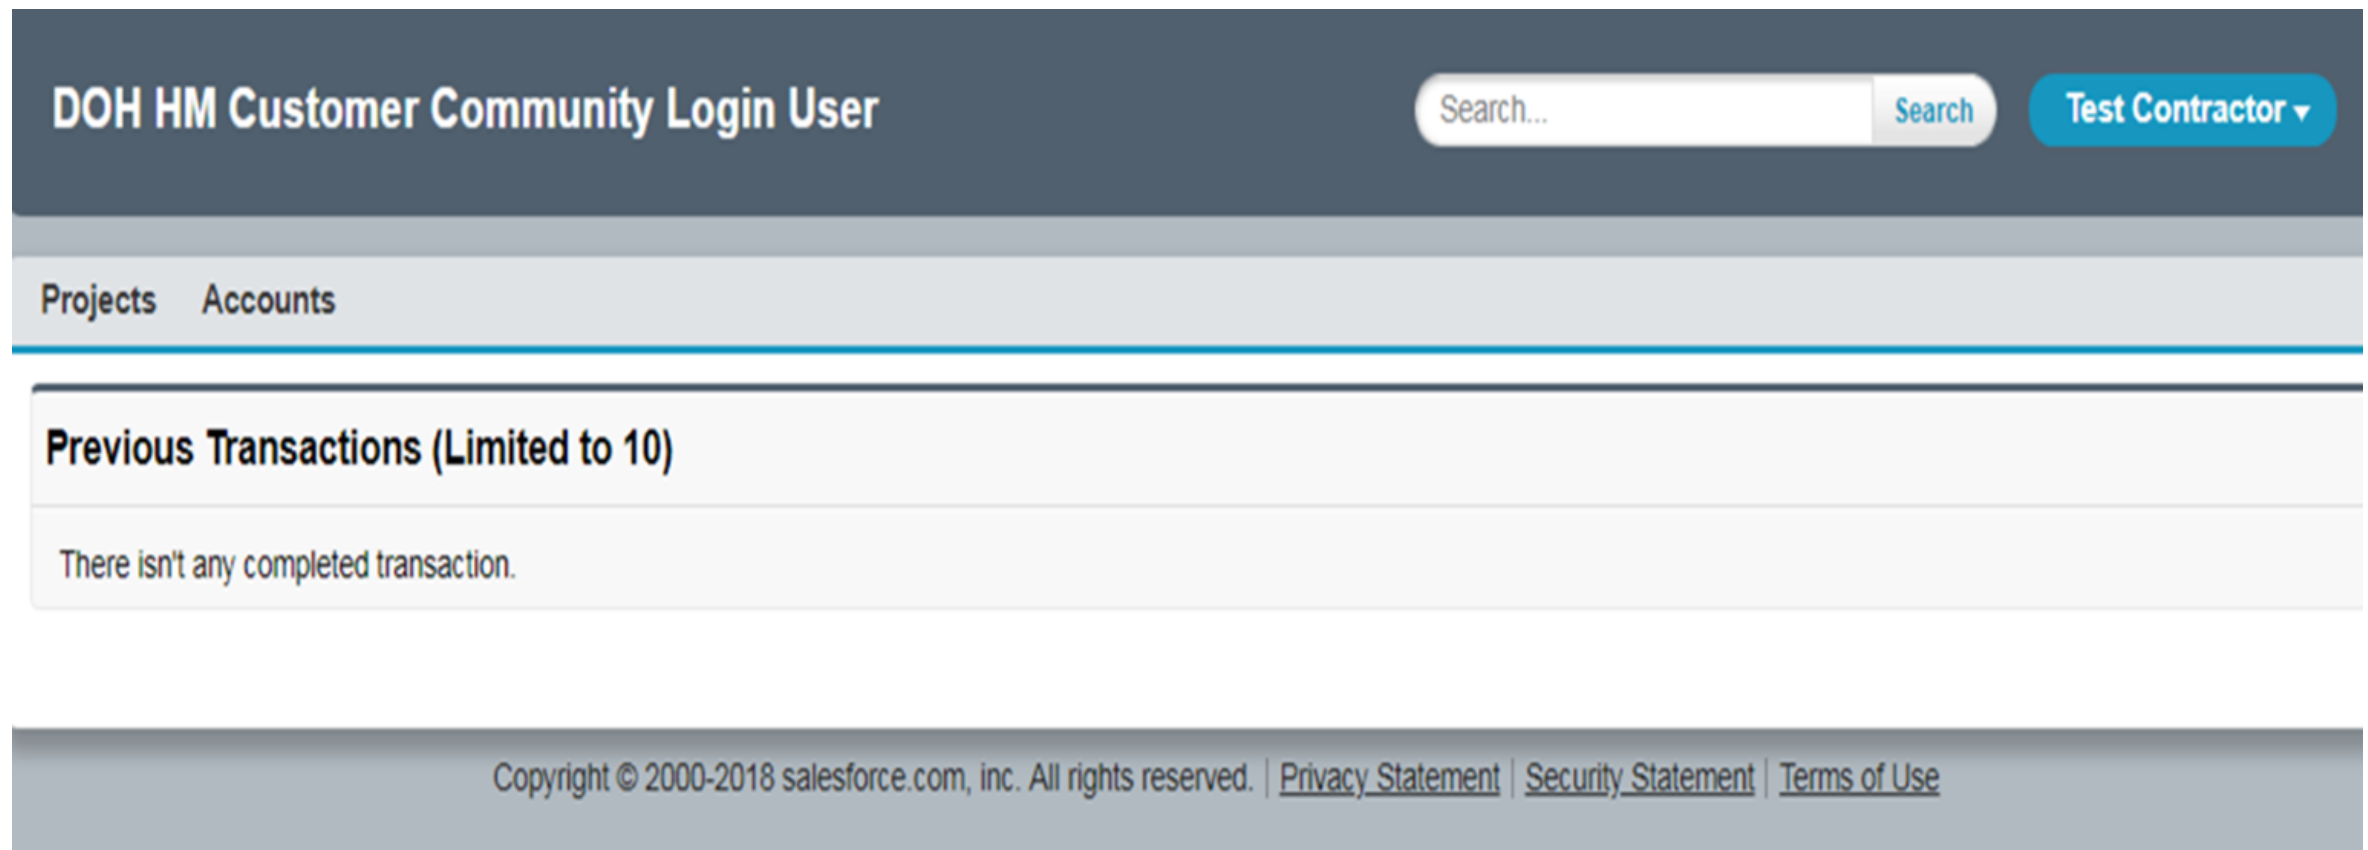 DOH HM Customer Community Login User
Search... Search Test Contractor
Projects Accounts
Previous Transactions (Limited to 10)
There isn't any completed transaction.
Copyright © 2000-2018 salesforce.com, inc. All rights reserved. | Privacy Statement | Security Statement | Terms of Use